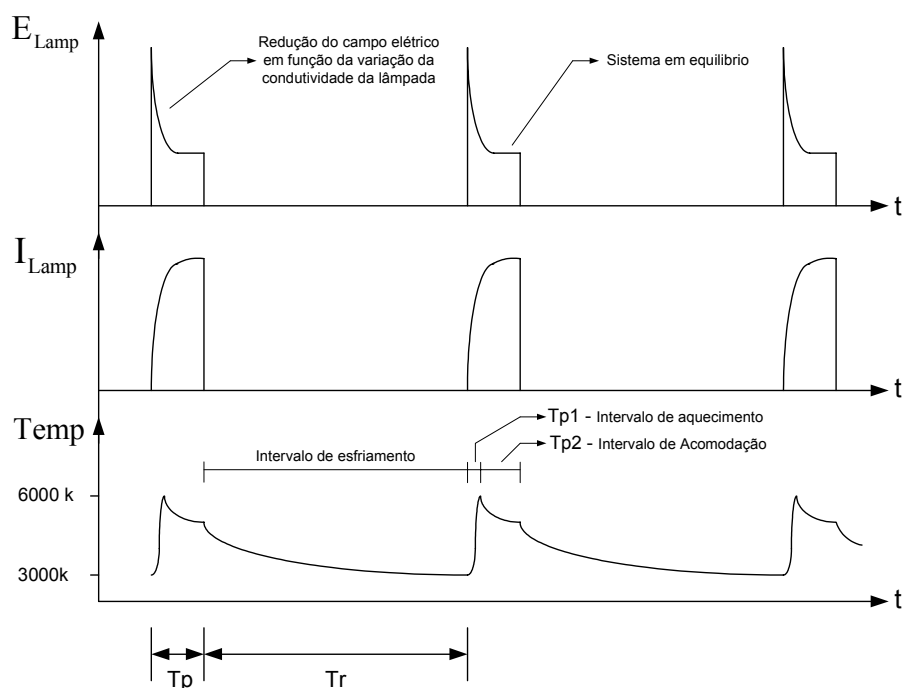 E Lamp
Redução do campo elétrico
em função da variação da
condutividade da lâmpada
Sistema em equilibrio
t
I Lamp
t
Temp
Tp1 - Intervalo de aquecimento
Tp2 - Intervalo de Acomodação
Intervalo de esfriamento
6000 k
3000k
t
Tp
Tr